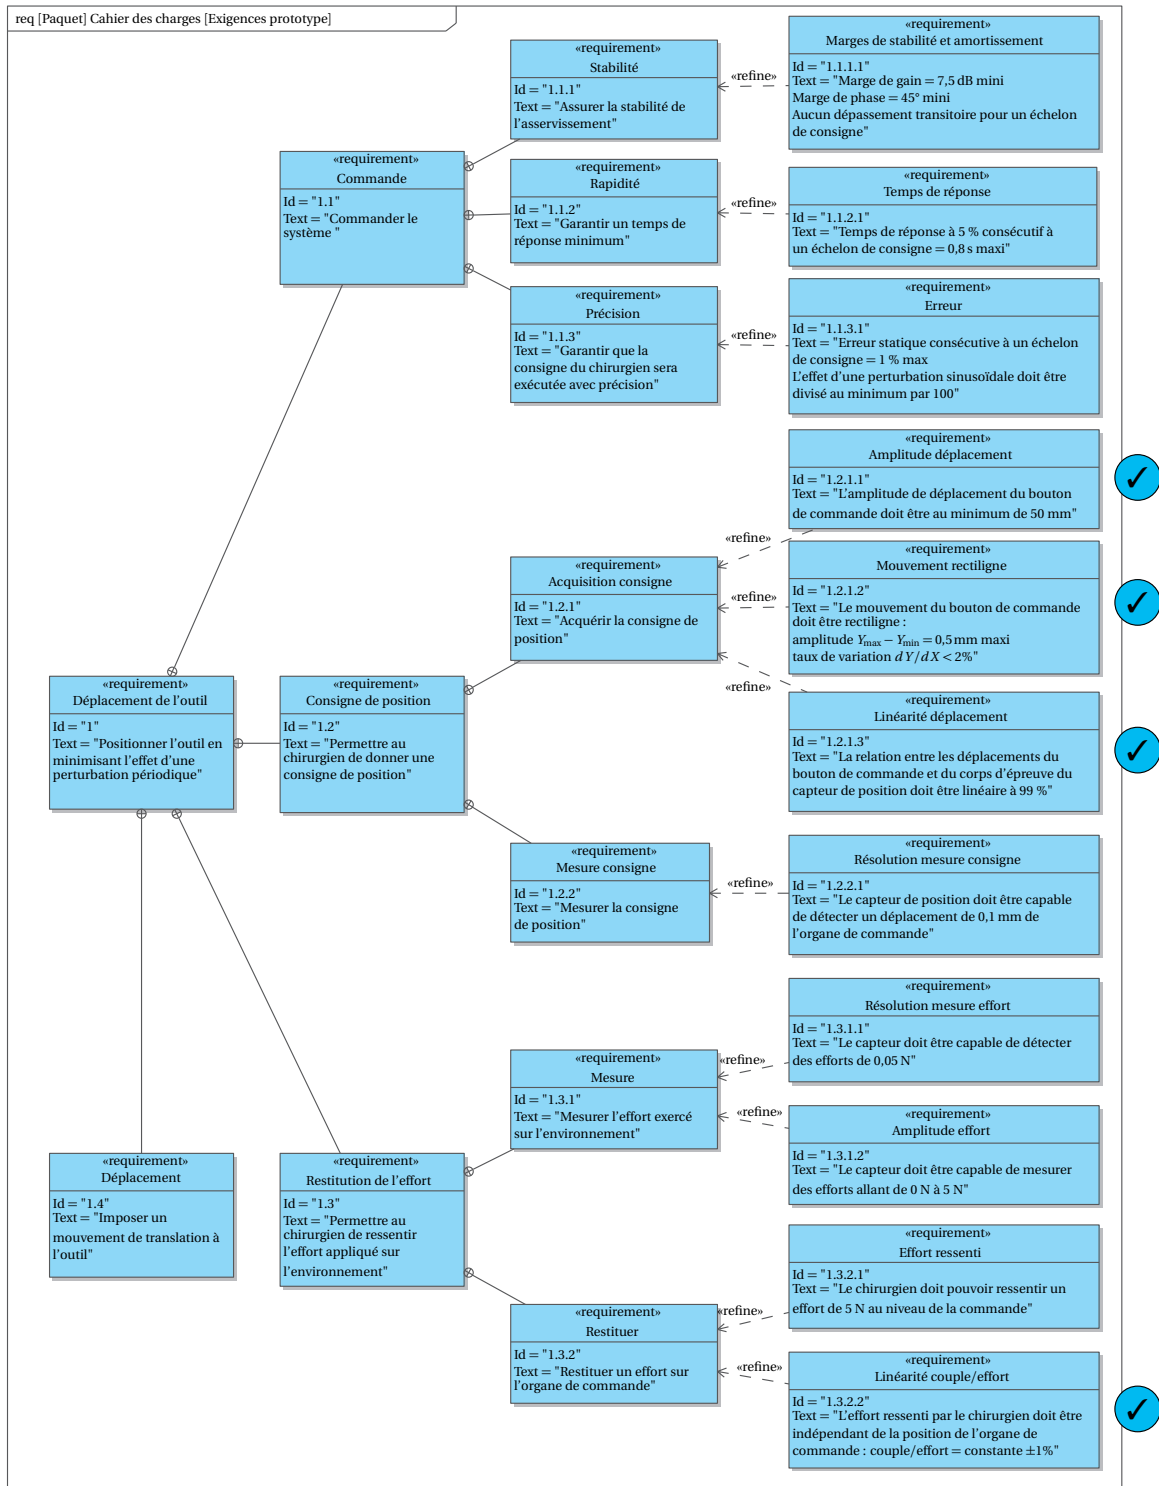 req [Paquet] Cahier des charges [Exigences prototype]
«requirement»
Stabilité
Id = "1.1.1"
Text = "Assurer la stabilité de
l'asservissement"
«refine»
«requirement»
Marges de stabilité et amortissement
Id = "1.1.1.1"
Text = "Marge de gain = 7,5 dB mini
Marge de phase = 45° mini
Aucun dépassement transitoire pour un échelon
de consigne"
«requirement»
Commande
Id = "1.1"
Text = "Commander le
système "
«requirement»
Rapidité
Id = "1.1.2"
Text = "Garantir un temps de
réponse minimum"
«refine»
«requirement»
Temps de réponse
Id = "1.1.2.1"
Text = "Temps de réponse à 5 % consécutif à
un échelon de consigne = 0,8 s maxi"
«requirement»
Précision
Id = "1.1.3"
Text = "Garantir que la
consigne du chirurgien sera
exécutée avec précision"
«refine»
«requirement»
Erreur
Id = "1.1.3.1"
Text = "Erreur statique consécutive à un échelon
de consigne = 1 % max
L'effet d'une perturbation sinusoïdale doit être
divisé au minimum par 100"
«requirement»
Amplitude déplacement
Id = "1.2.1.1"
Text = "L'amplitude de déplacement du bouton
de commande doit être au minimum de 50 mm"
✓
«refine»
«requirement»
Acquisition consigne
Id = "1.2.1"
Text = "Acquérir la consigne de
position"
«refine»
«requirement»
Mouvement rectiligne
Id = "1.2.1.2"
Text = "Le mouvement du bouton de commande
doit être rectiligne :
amplitude Ymax − Ymin = 0,5 mm maxi
taux de variation dY/dX < 2%"
✓
«refine»
«requirement»
Déplacement de l'outil
Id = "1"
Text = "Positionner l'outil en
minimisant l'effet d'une
perturbation périodique"
«requirement»
Consigne de position
Id = "1.2"
Text = "Permettre au
chirurgien de donner une
consigne de position"
«requirement»
Linéarité déplacement
Id = "1.2.1.3"
Text = "La relation entre les déplacements du
bouton de commande et du corps d'épreuve du
capteur de position doit être linéaire à 99 %"
✓
«requirement»
Mesure consigne
Id = "1.2.2"
Text = "Mesurer la consigne
de position"
«refine»
«requirement»
Résolution mesure consigne
Id = "1.2.2.1"
Text = "Le capteur de position doit être capable
de détecter un déplacement de 0,1 mm de
l'organe de commande"
«requirement»
Résolution mesure effort
Id = "1.3.1.1"
Text = "Le capteur doit être capable de détecter
des efforts de 0,05 N"
«refine»
«requirement»
Mesure
Id = "1.3.1"
Text = "Mesurer l'effort exercé
sur l'environnement"
«refine»
«requirement»
Amplitude effort
Id = "1.3.1.2"
Text = "Le capteur doit être capable de mesurer
des efforts allant de 0 N à 5 N"
«requirement»
Déplacement
Id = "1.4"
Text = "Imposer un
mouvement de translation à
l'outil"
«requirement»
Restitution de l'effort
Id = "1.3"
Text = "Permettre au
chirurgien de ressentir
l'effort appliqué sur
l'environnement"
«requirement»
Effort ressenti
Id = "1.3.2.1"
Text = "Le chirurgien doit pouvoir ressentir un
effort de 5 N au niveau de la commande"
«refine»
«requirement»
Restituer
Id = "1.3.2"
Text = "Restituer un effort sur
l'organe de commande"
«refine»
«requirement»
Linéarité couple/effort
Id = "1.3.2.2"
Text = "L'effort ressenti par le chirurgien doit être
indépendant de la position de l'organe de
commande : couple/effort = constante ±1%"
✓